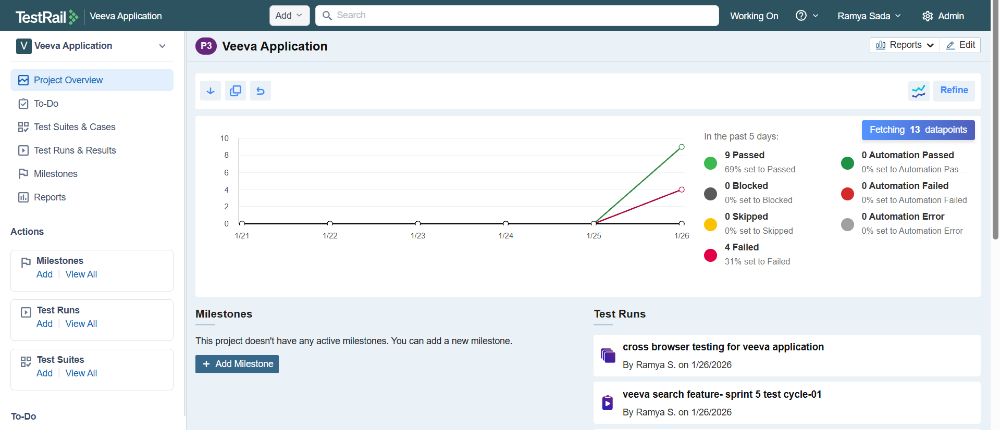 TestRail Veeva Application Add Search Working On Ramya Sada Admin
V Veeva Application
Project Overview
To-Do
Test Suites & Cases
Test Runs & Results
Milestones
Reports
Actions
Milestones
Add View All
Test Runs
Add View All
Test Suites
Add View All
To-Do
P3 Veeva Application
Reports Edit
Refine
10
8
6
4
2
0
1/21 1/22 1/23 1/24 1/25 1/26
Fetching 13 datapoints
In the past 5 days:
9 Passed
69% set to Passed
0 Blocked
0% set to Blocked
0 Skipped
0% set to Skipped
4 Failed
31% set to Failed
0 Automation Passed
0% set to Automation Pas...
0 Automation Failed
0% set to Automation Failed
0 Automation Error
0% set to Automation Error
Milestones
This project doesn't have any active milestones. You can add a new milestone.
+ Add Milestone
Test Runs
cross browser testing for veeva application
By Ramya S. on 1/26/2026
veeva search feature- sprint 5 test cycle-01
By Ramya S. on 1/26/2026